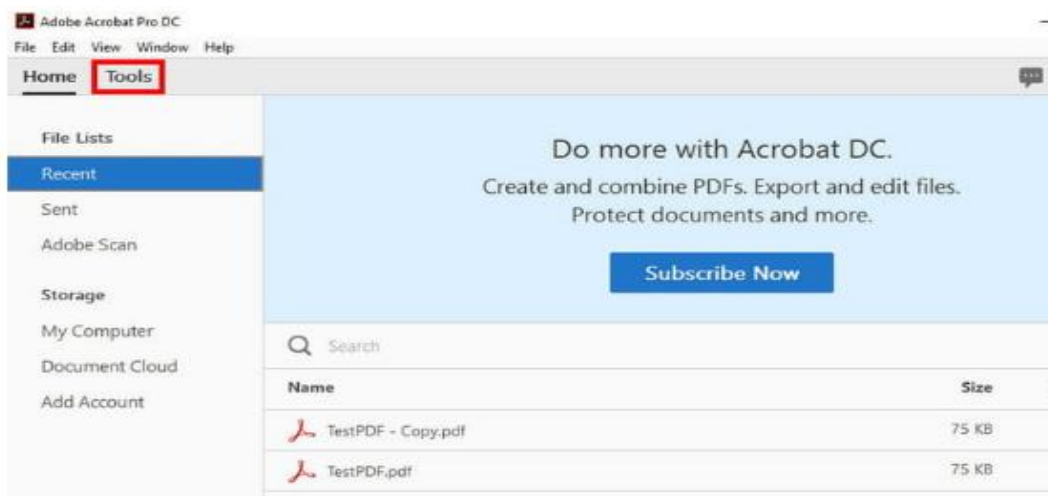 Adobe Acrobat Pro DC
File Edit View Window Help
Home Tools
File Lists
Recent
Sent
Adobe Scan
Storage
My Computer
Document Cloud
Add Account
Do more with Acrobat DC.
Create and combine PDFs. Export and edit files.
Protect documents and more.
Subscribe Now
Search
Name Size
TestPDF - Copy.pdf 75 KB
TestPDF.pdf 75 KB